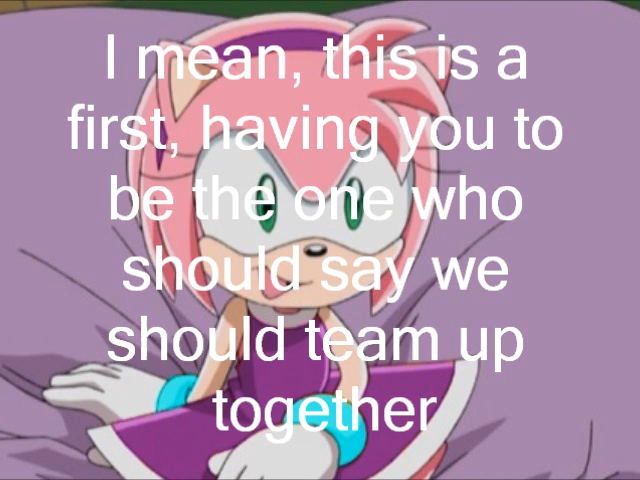 I mean, this is a
first, having you to
be the one who
should say we
should team up
together